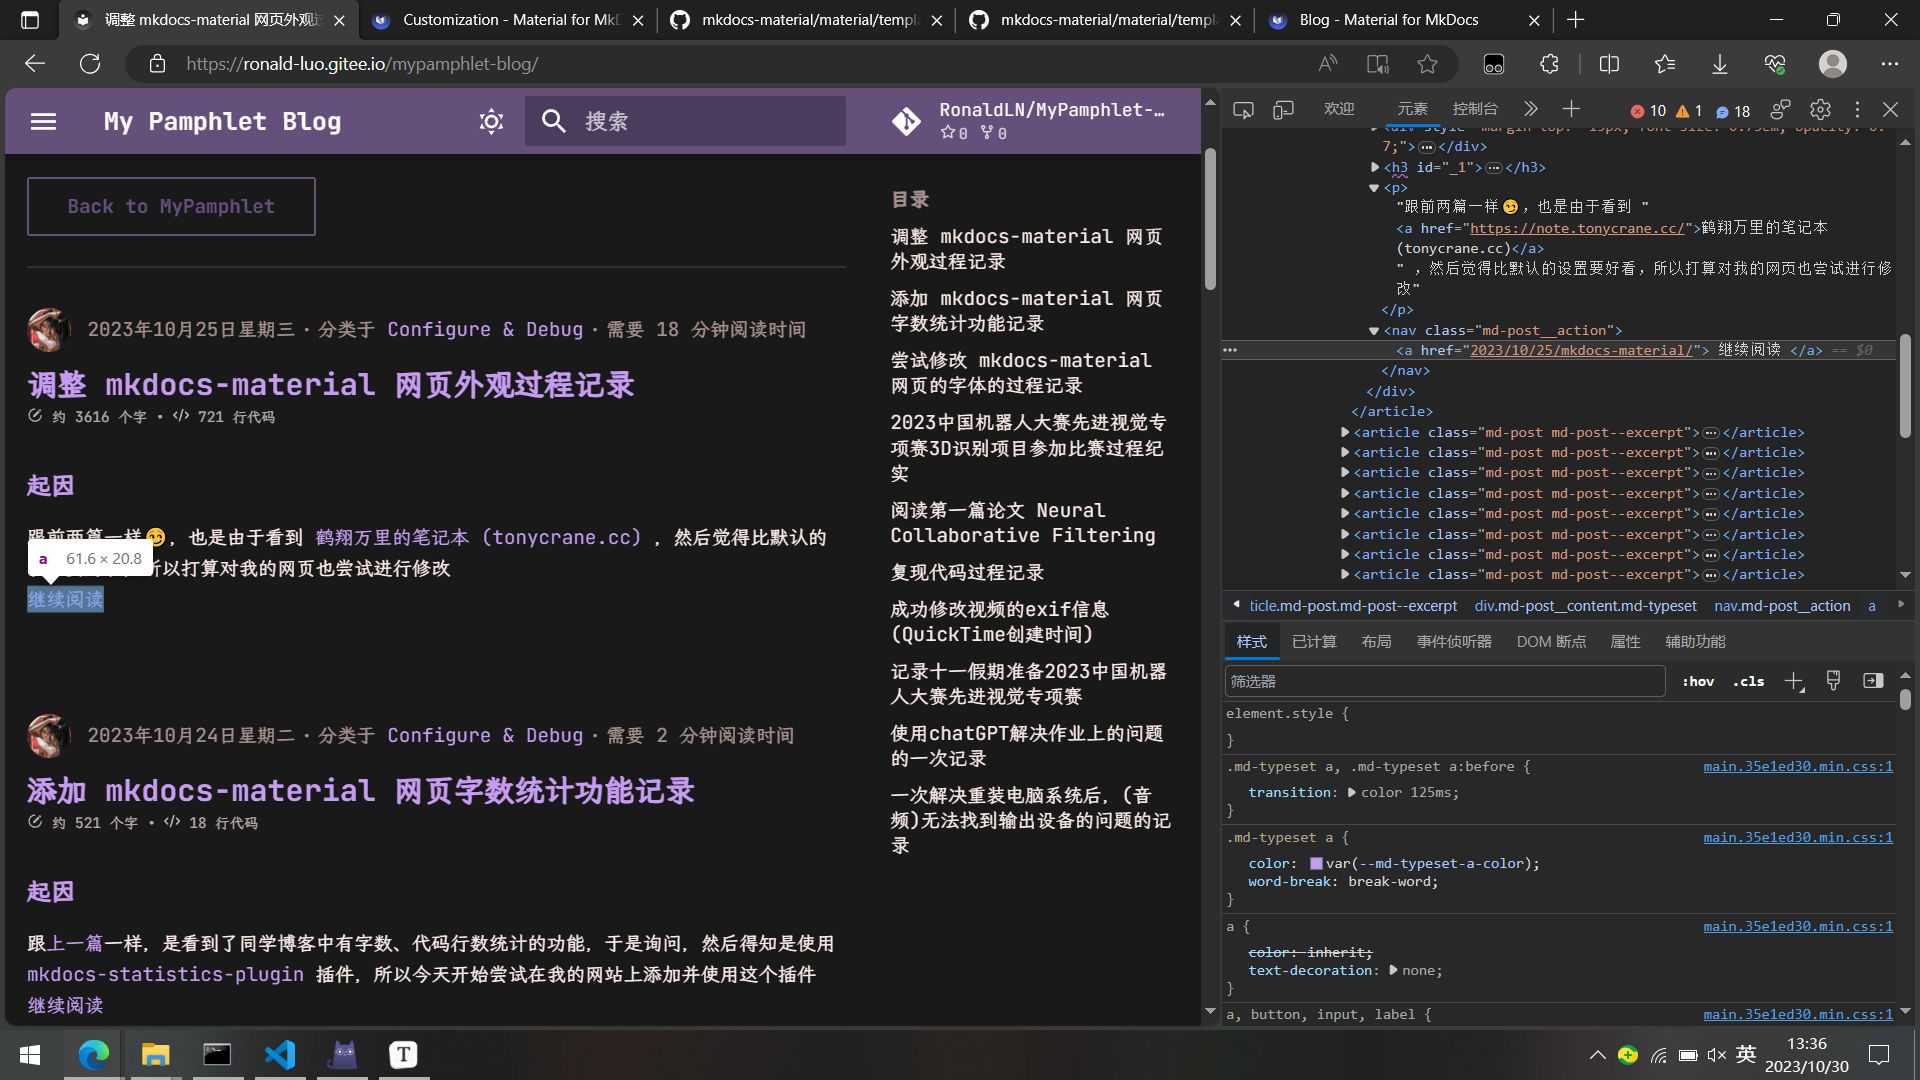 调整 mkdocs-material 网页外观
Customization - Material for MkD
mkdocs-material/material/templ
mkdocs-material/material/templ
Blog - Material for MkDocs
https://ronald-luo.gitee.io/mypamphlet-blog/
My Pamphlet Blog
搜索
RonaldLN/MyPamphlet-…
0 0
Back to MyPamphlet
2023年10月25日星期三 · 分类于 Configure & Debug · 需要 18 分钟阅读时间
调整 mkdocs-material 网页外观过程记录
约 3616 个字 • </> 721 行代码
起因
跟前两篇一样😏，也是由于看到 鹤翔万里的笔记本 (tonycrane.cc) ，然后觉得比默认的
所以打算对我的网页也尝试进行修改
a 61.6 × 20.8
继续阅读
2023年10月24日星期二 · 分类于 Configure & Debug · 需要 2 分钟阅读时间
添加 mkdocs-material 网页字数统计功能记录
约 521 个字 • </> 18 行代码
起因
跟上一篇一样，是看到了同学博客中有字数、代码行数统计的功能，于是询问，然后得知是使用
mkdocs-statistics-plugin 插件，所以今天开始尝试在我的网站上添加并使用这个插件
继续阅读
目录
调整 mkdocs-material 网页
外观过程记录
添加 mkdocs-material 网页
字数统计功能记录
尝试修改 mkdocs-material
网页的字体的过程记录
2023中国机器人大赛先进视觉专
项赛3D识别项目参加比赛过程纪
实
阅读第一篇论文 Neural
Collaborative Filtering
复现代码过程记录
成功修改视频的exif信息
(QuickTime创建时间)
记录十一假期准备2023中国机器
人大赛先进视觉专项赛
使用chatGPT解决作业上的问题
的一次记录
一次解决重装电脑系统后，(音
频)无法找到输出设备的问题的记
录
欢迎 元素 控制台 10 1 18
7;">…</div>
<h3 id="_1">…</h3>
<p>
"跟前两篇一样😏，也是由于看到 "
<a href="https://note.tonycrane.cc/">鹤翔万里的笔记本
(tonycrane.cc)</a>
" ，然后觉得比默认的设置要好看，所以打算对我的网页也尝试进行修
改"
</p>
<nav class="md-post__action">
… <a href="2023/10/25/mkdocs-material/"> 继续阅读 </a> == $0
</nav>
</div>
</article>
<article class="md-post md-post--excerpt">…</article>
<article class="md-post md-post--excerpt">…</article>
<article class="md-post md-post--excerpt">…</article>
<article class="md-post md-post--excerpt">…</article>
<article class="md-post md-post--excerpt">…</article>
<article class="md-post md-post--excerpt">…</article>
<article class="md-post md-post--excerpt">…</article>
<article class="md-post md-post--excerpt">…</article>
ticle.md-post.md-post--excerpt div.md-post__content.md-typeset nav.md-post__action a
样式 已计算 布局 事件侦听器 DOM 断点 属性 辅助功能
筛选器 :hov .cls
element.style {
}
.md-typeset a, .md-typeset a:before { main.35e1ed30.min.css:1
transition: color 125ms;
}
.md-typeset a { main.35e1ed30.min.css:1
color: var(--md-typeset-a-color);
word-break: break-word;
}
a { main.35e1ed30.min.css:1
color: inherit;
text-decoration: none;
}
a, button, input, label { main.35e1ed30.min.css:1
英
13:36
2023/10/30